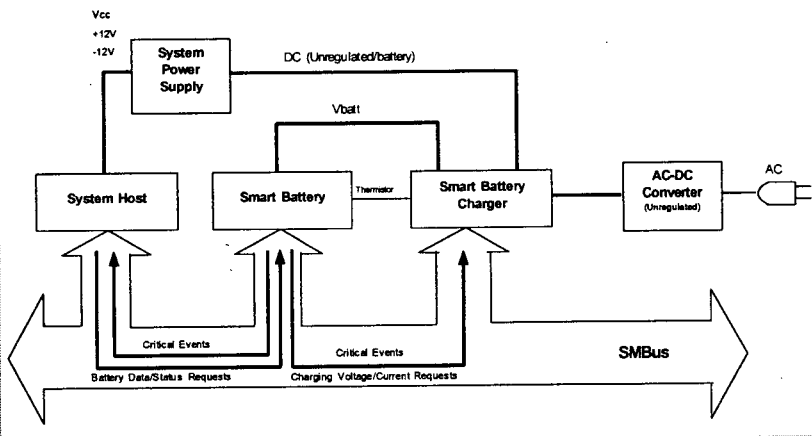 Vcc
+12V
-12V
System
Power
Supply
DC (Unregulated/battery)
Vbatt
System Host
Smart Battery
Thermistor
Smart Battery
Charger
AC-DC
Converter
(Unregulated)
AC
Critical Events
Battery Data/Status Requests
Critical Events
Charging Voltage/Current Requests
SMBus